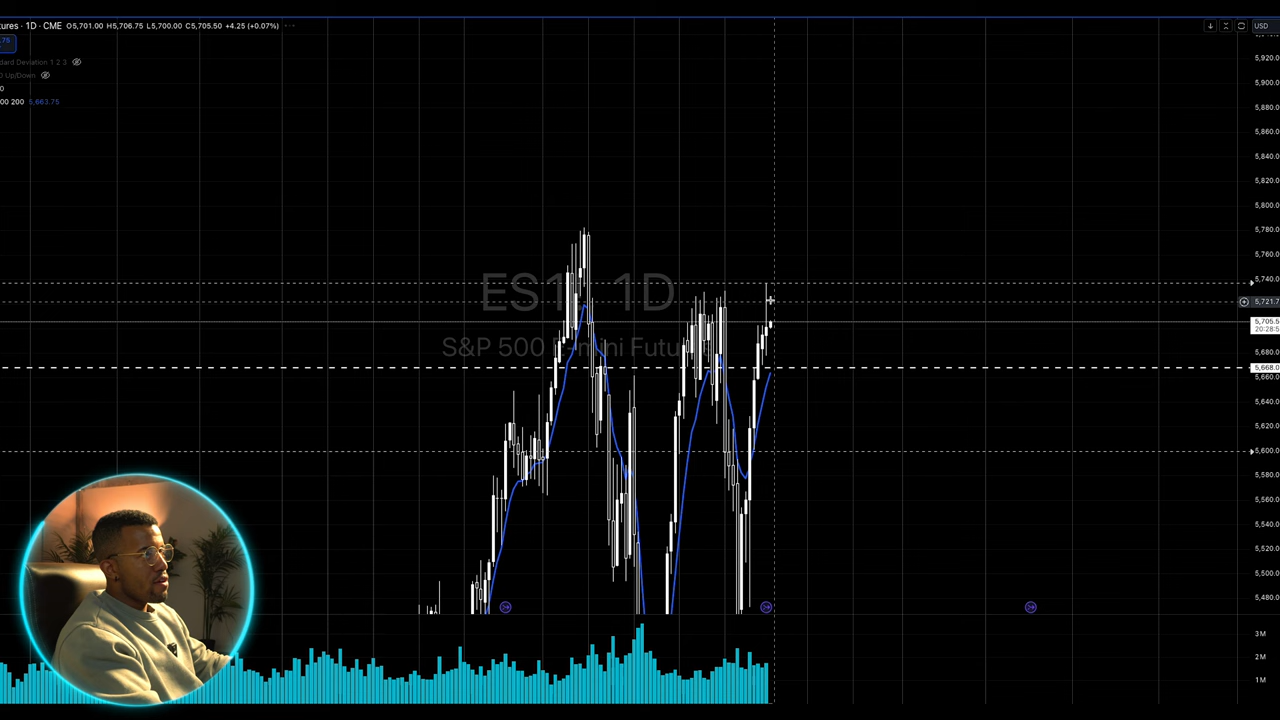 tures · 1D · CME O5,701.00 H5,706.75 L5,700.00 C5,705.50 +4.25 (+0.07%)
USD
.75
dard Deviation 1 2 3
D Up/Down
0
00 200 5,663.75
5,920.0
5,900.0
5,880.0
5,860.0
5,840.0
5,820.0
5,800.0
5,780.0
5,760.0
5,740.0
ES1!, 1D
5,721.7
5,705.5
20:28:5
S&P 500 E-mini Futures
5,680.0
5,668.0
5,660.0
5,640.0
5,620.0
5,600.0
5,580.0
5,560.0
5,540.0
5,520.0
5,500.0
5,480.0
3 M
2 M
1 M